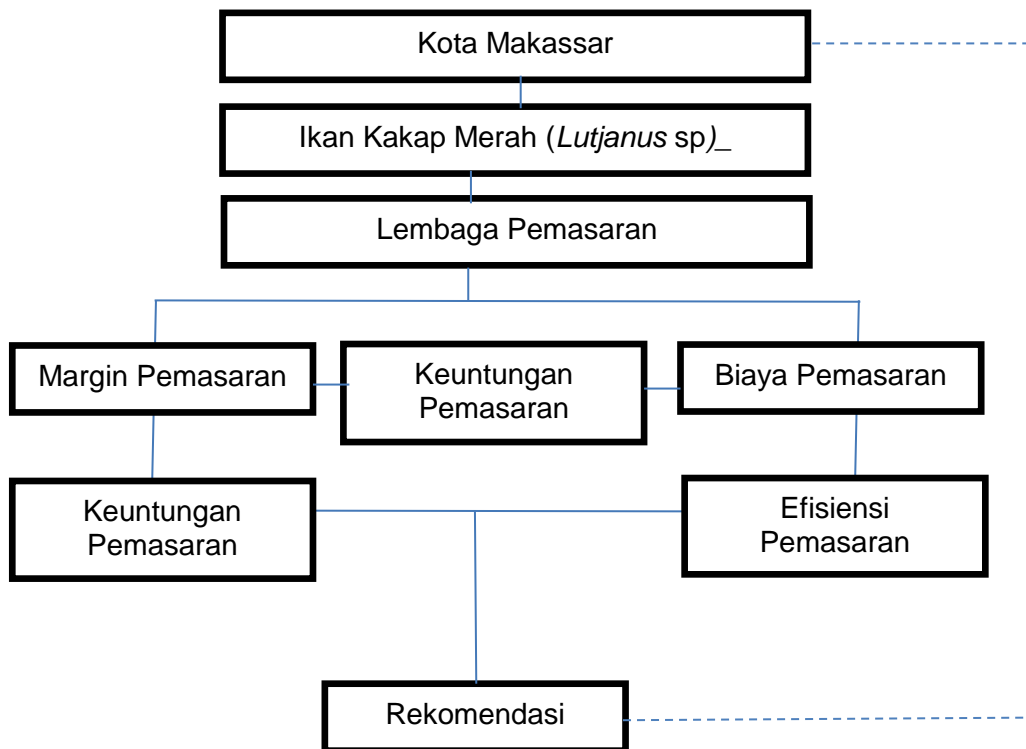 Kota Makassar
Ikan Kakap Merah (Lutjanus sp)_
Lembaga Pemasaran
Margin Pemasaran
Keuntungan
Pemasaran
Biaya Pemasaran
Keuntungan
Pemasaran
Efisiensi
Pemasaran
Rekomendasi